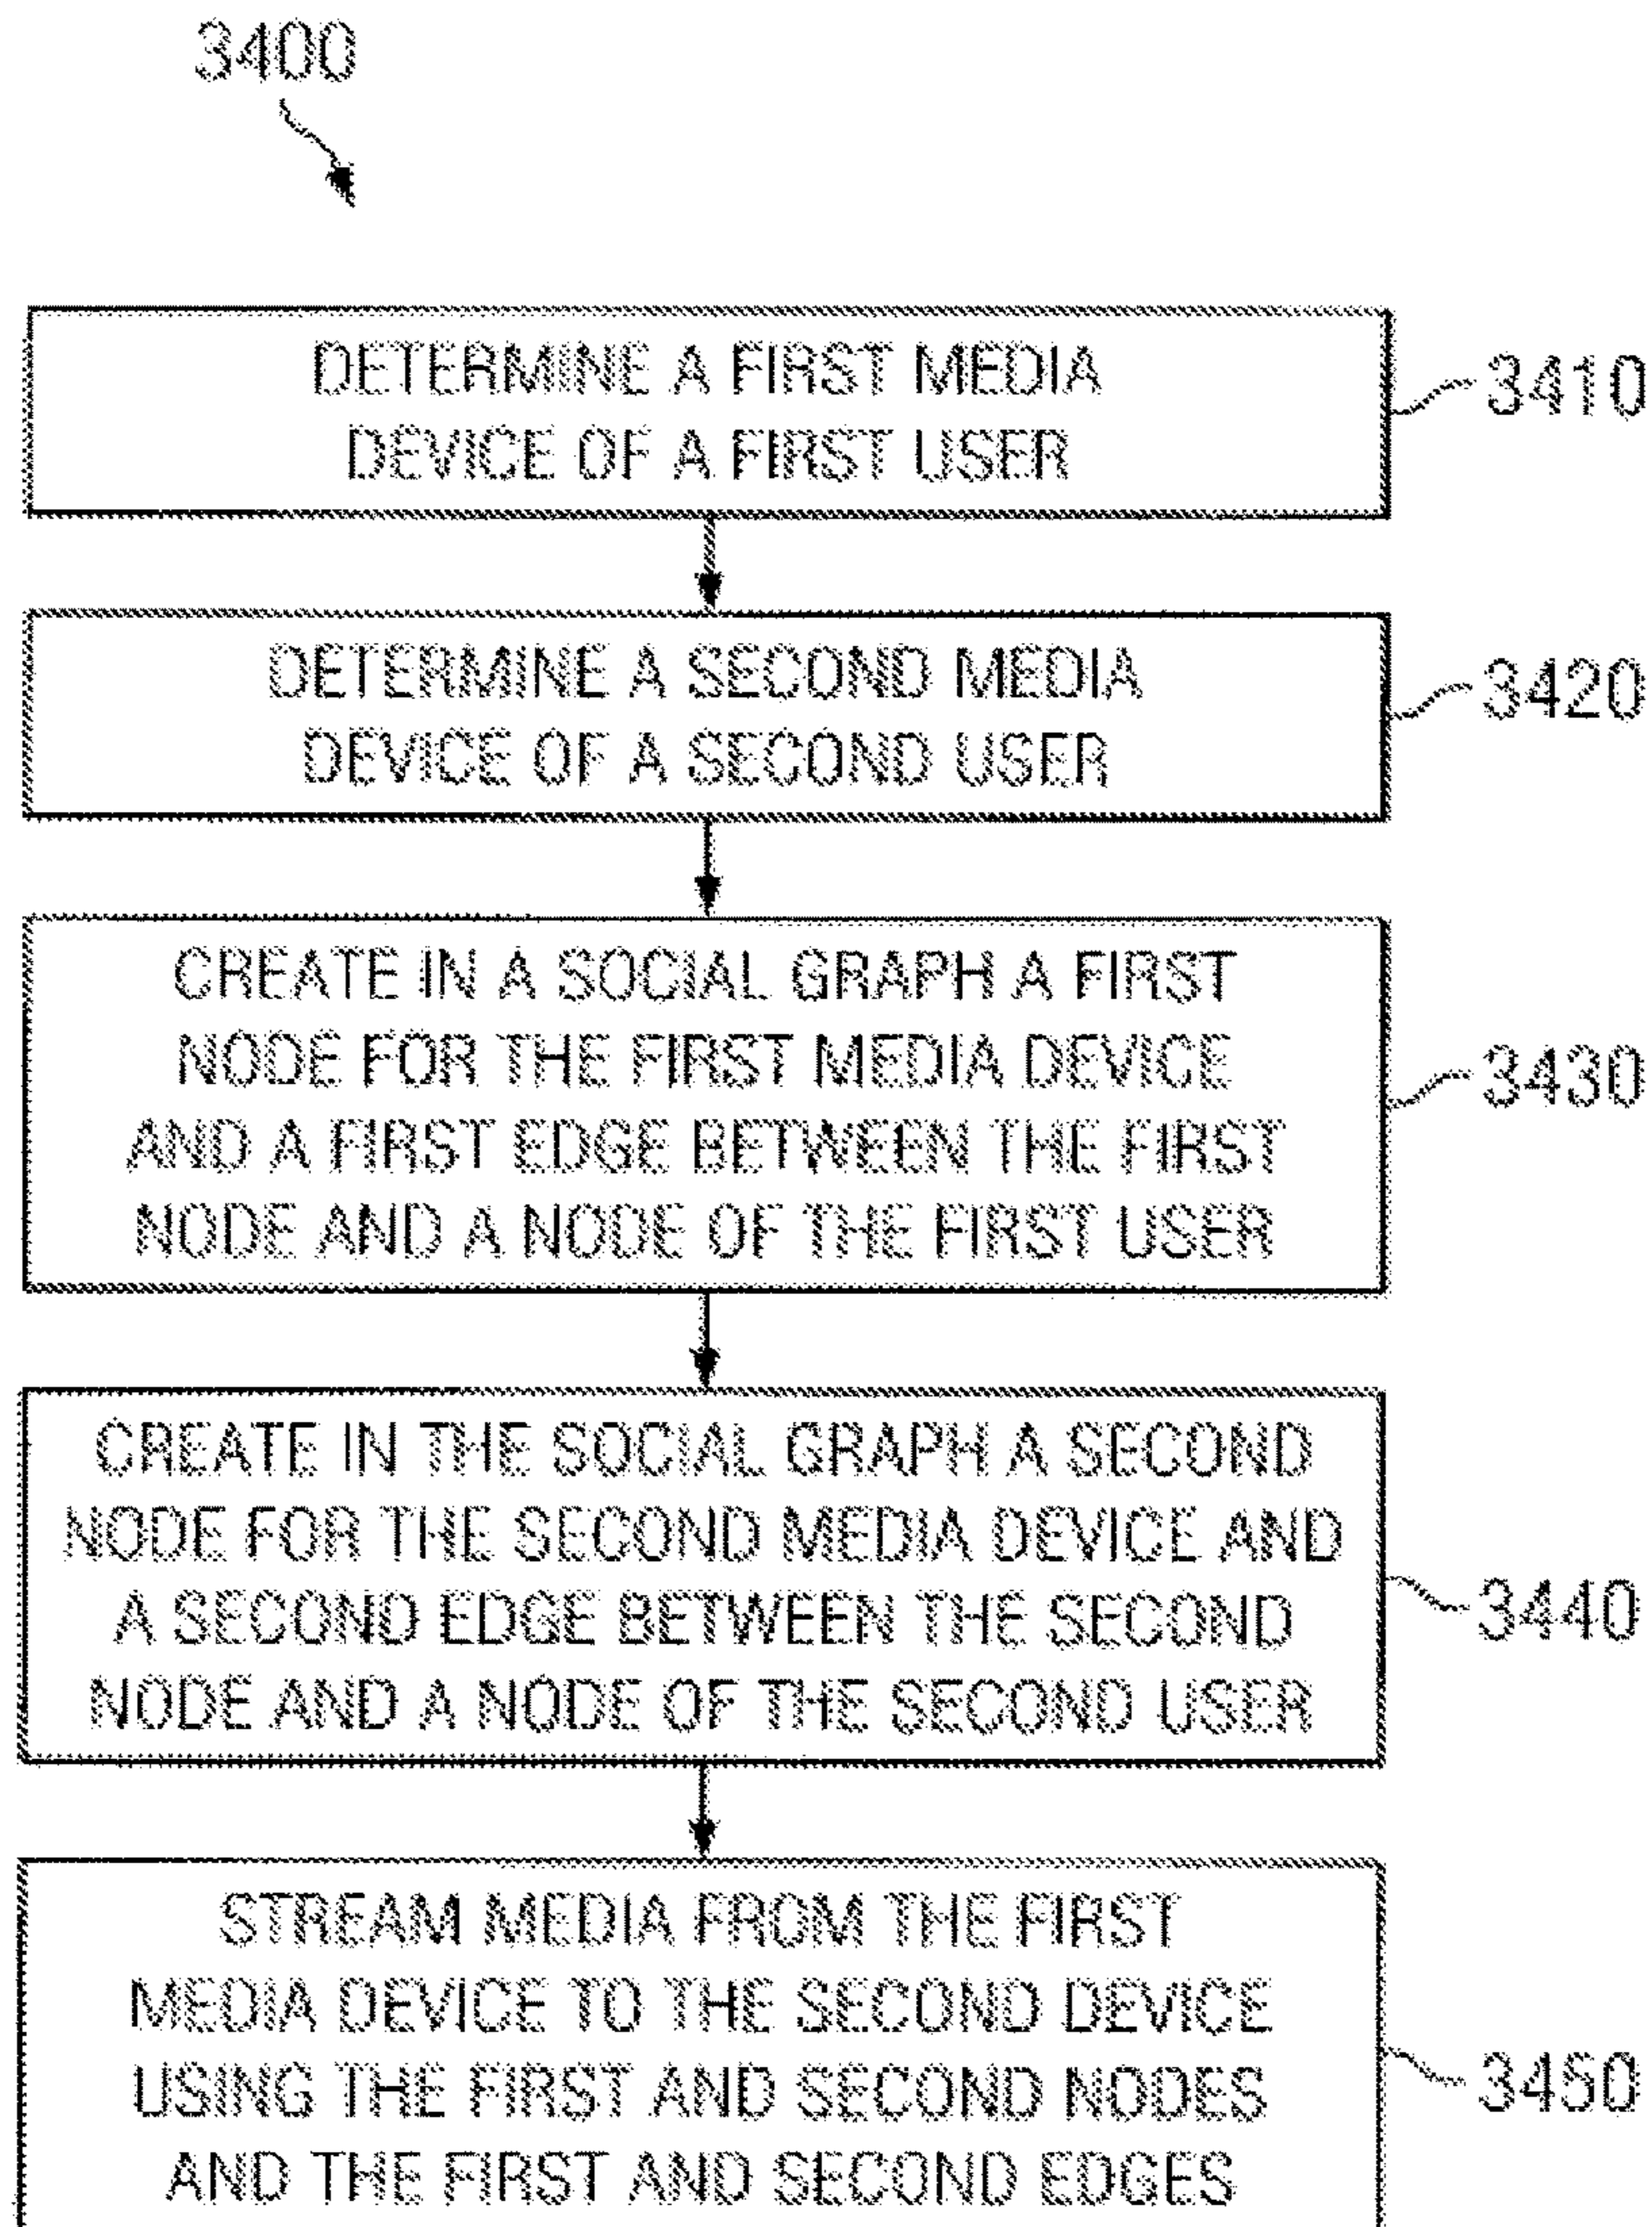 3400
DETERMINE A FIRST MEDIA
DEVICE OF A FIRST USER
3410
DETERMINE A SECOND MEDIA
DEVICE OF A SECOND USER
3420
CREATE IN A SOCIAL GRAPH A FIRST
NODE FOR THE FIRST MEDIA DEVICE
AND A FIRST EDGE BETWEEN THE FIRST
NODE AND A NODE OF THE FIRST USER
3430
CREATE IN THE SOCIAL GRAPH A SECOND
NODE FOR THE SECOND MEDIA DEVICE AND
A SECOND EDGE BETWEEN THE SECOND
NODE AND A NODE OF THE SECOND USER
3440
STREAM MEDIA FROM THE FIRST
MEDIA DEVICE TO THE SECOND DEVICE
USING THE FIRST AND SECOND NODES
AND THE FIRST AND SECOND EDGES
3450